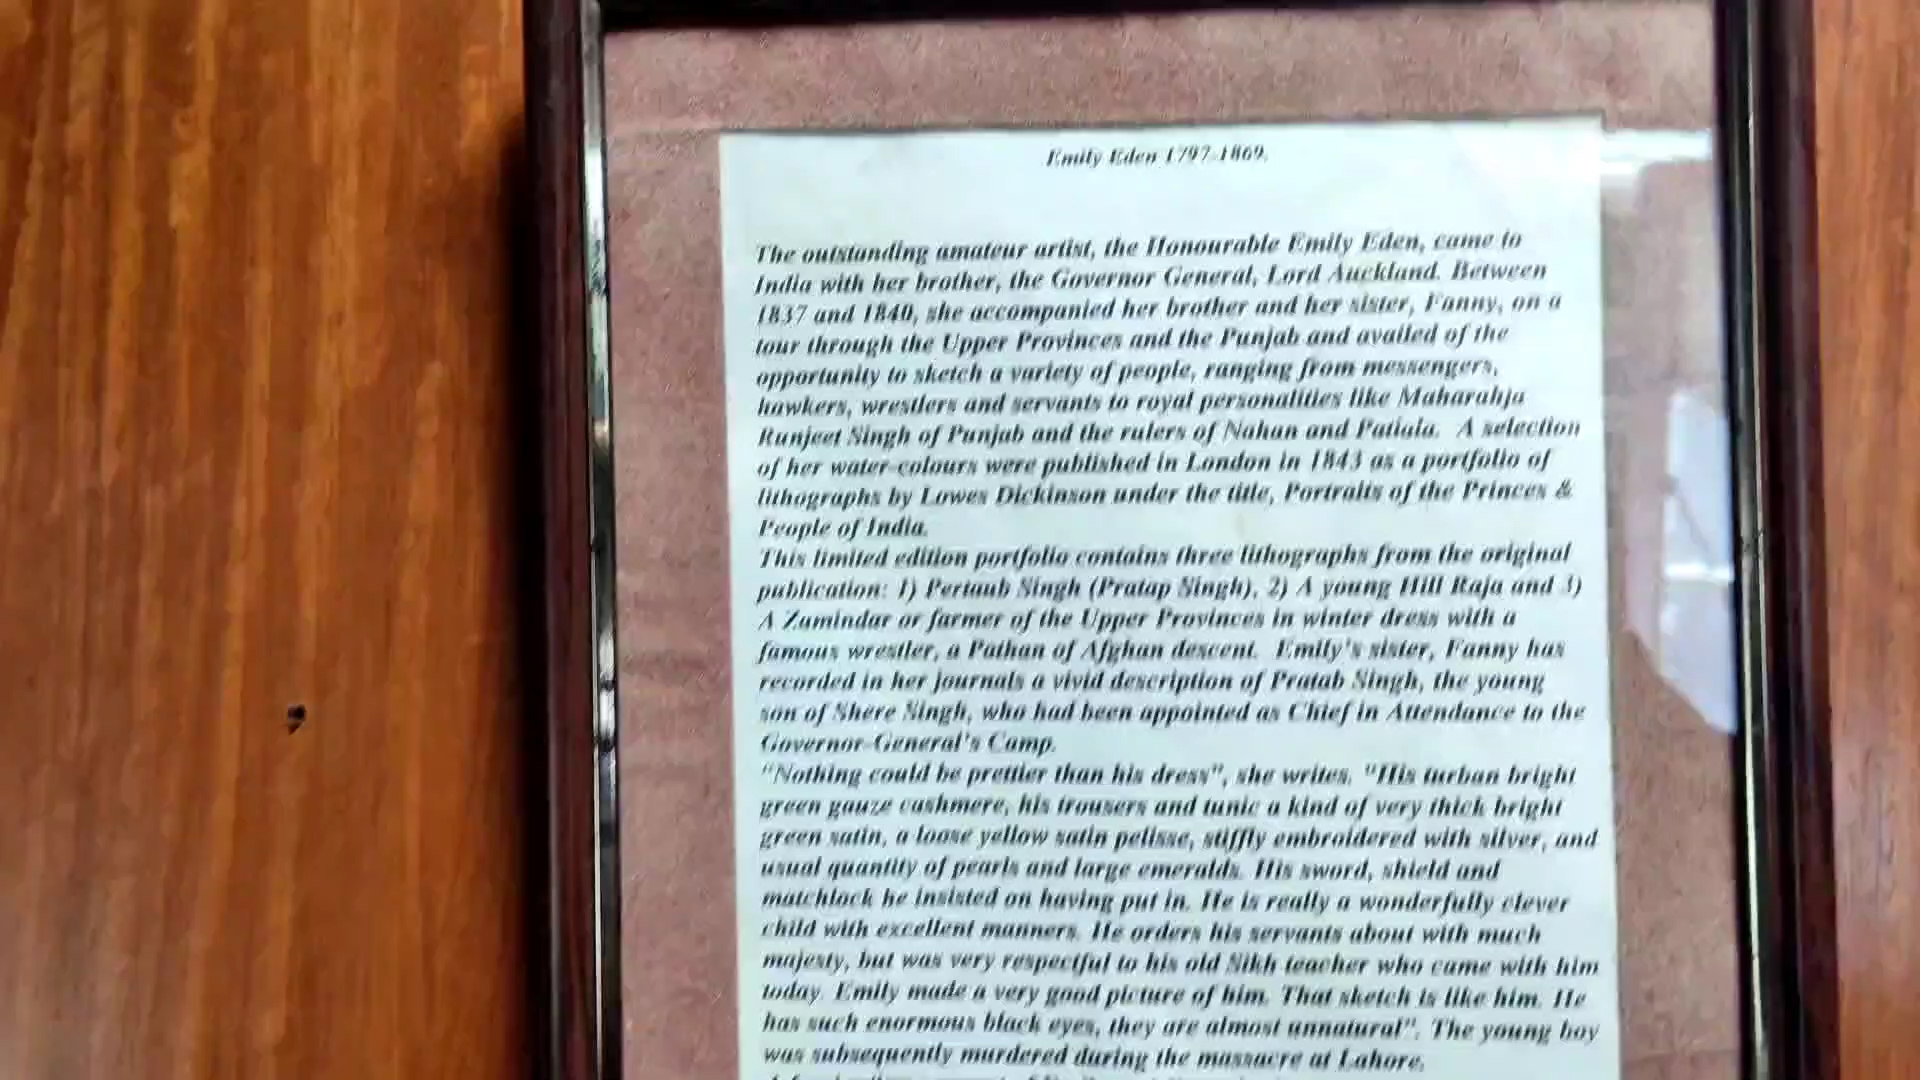 Emily Eden 1797-1869.
The outstanding amateur artist, the Honourable Emily Eden, came to
India with her brother, the Governor General, Lord Auckland. Between
1837 and 1840, she accompanied her brother and her sister, Fanny, on a
tour through the Upper Provinces and the Punjab and availed of the
opportunity to sketch a variety of people, ranging from messengers,
hawkers, wrestlers and servants to royal personalities like Maharahja
Runjeet Singh of Punjab and the rulers of Nahan and Patiala. A selection
of her water-colours were published in London in 1843 as a portfolio of
lithographs by Lowes Dickinson under the title, Portraits of the Princes &
People of India.
This limited edition portfolio contains three lithographs from the original
publication: 1) Pertaub Singh (Pratap Singh), 2) A young Hill Raja and 3)
A Zamindar or farmer of the Upper Provinces in winter dress with a
famous wrestler, a Pathan of Afghan descent. Emily's sister, Fanny has
recorded in her journals a vivid description of Pratab Singh, the young
son of Shere Singh, who had been appointed as Chief in Attendance to the
Governor-General's Camp.
"Nothing could be prettier than his dress", she writes. "His turban bright
green gauze cashmere, his trousers and tunic a kind of very thick bright
green satin, a loose yellow satin pelisse, stiffly embroidered with silver, and
usual quantity of pearls and large emeralds. His sword, shield and
matchlock he insisted on having put in. He is really a wonderfully clever
child with excellent manners. He orders his servants about with much
majesty, but was very respectful to his old Sikh teacher who came with him
today. Emily made a very good picture of him. That sketch is like him. He
has such enormous black eyes, they are almost unnatural". The young boy
was subsequently murdered during the massacre at Lahore.